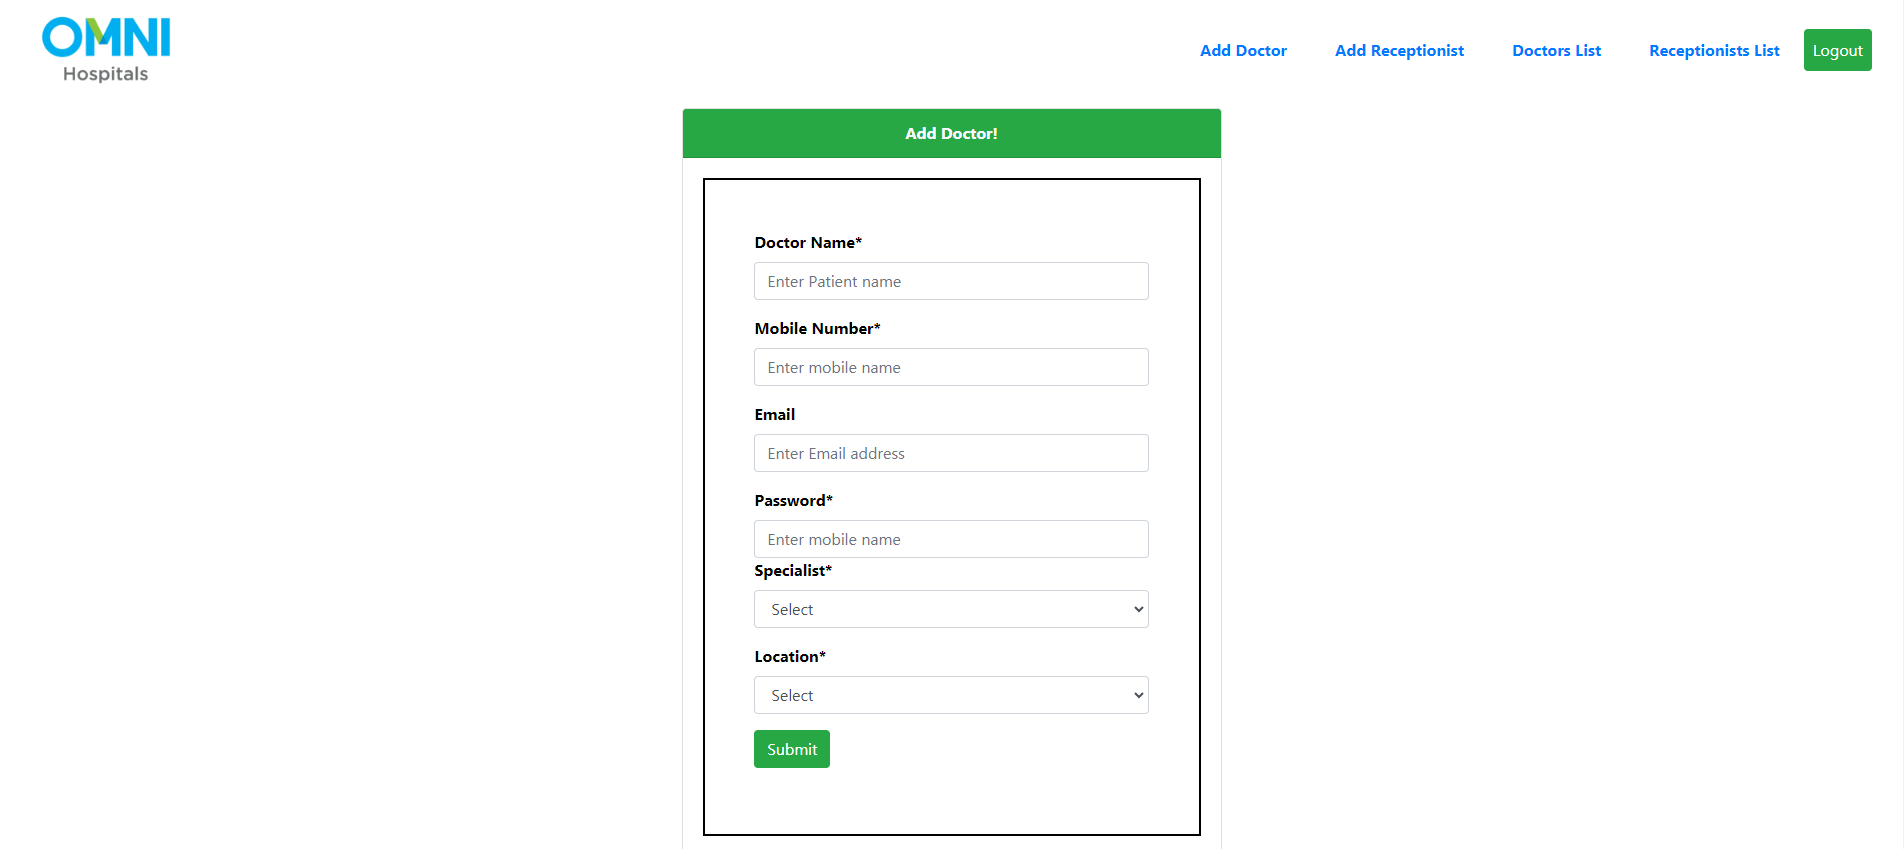 OMNI
Hospitals
Add Doctor Add Receptionist Doctors List Receptionists List Logout
Add Doctor!
Doctor Name*
Enter Patient name
Mobile Number*
Enter mobile name
Email
Enter Email address
Password*
Enter mobile name
Specialist*
Select
Location*
Select
Submit